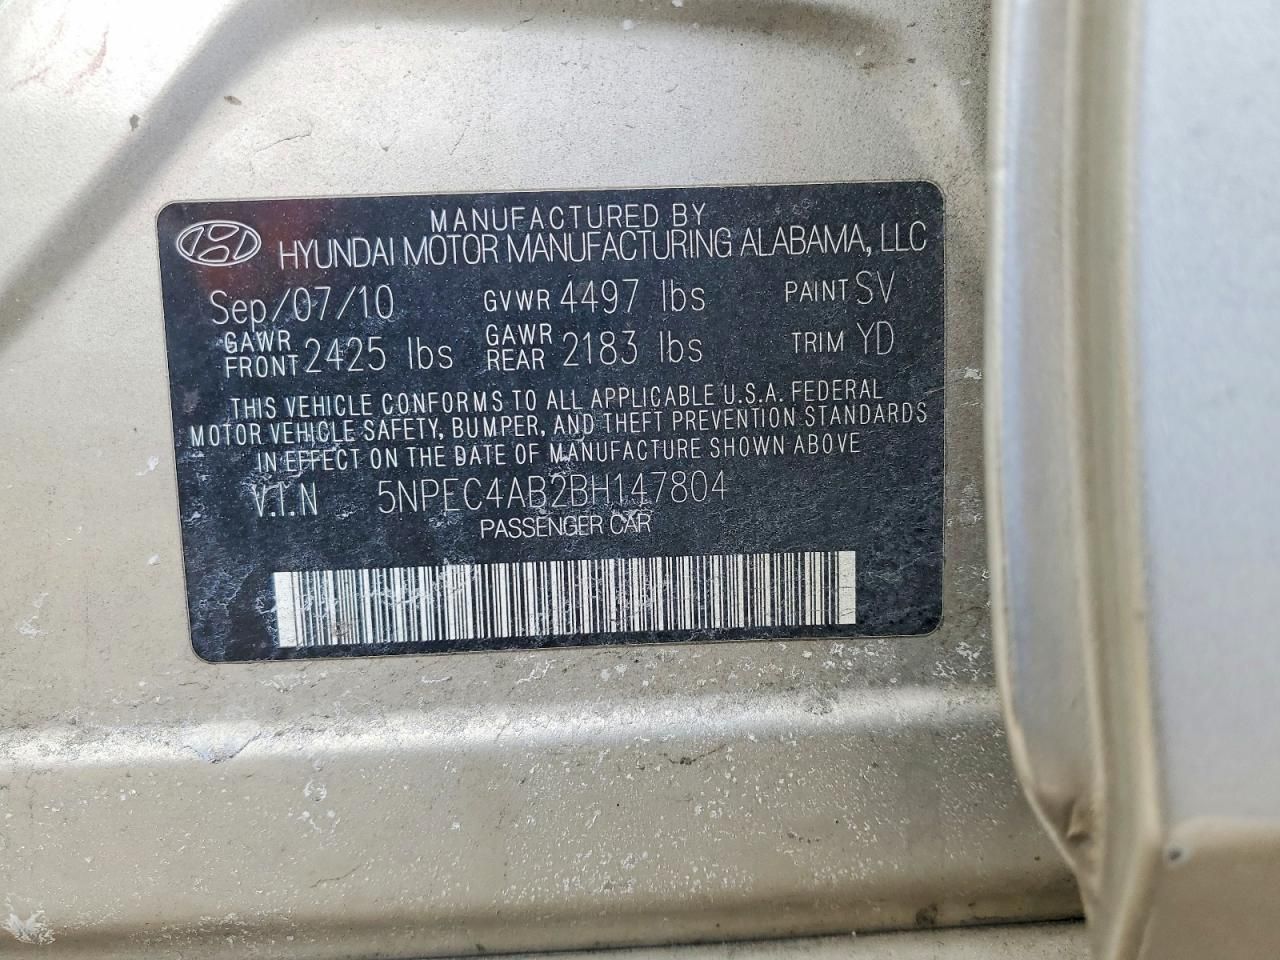 MANUFACTURED BY
HYUNDAI MOTOR MANUFACTURING ALABAMA, LLC
Sep/07/10 GVWR 4497 lbs PAINT SV
GAWR FRONT 2425 lbs GAWR REAR 2183 lbs TRIM YD
THIS VEHICLE CONFORMS TO ALL APPLICABLE U.S.A. FEDERAL
MOTOR VEHICLE SAFETY, BUMPER, AND THEFT PREVENTION STANDARDS
IN EFFECT ON THE DATE OF MANUFACTURE SHOWN ABOVE
V.I.N 5NPEC4AB2BH147804
PASSENGER CAR